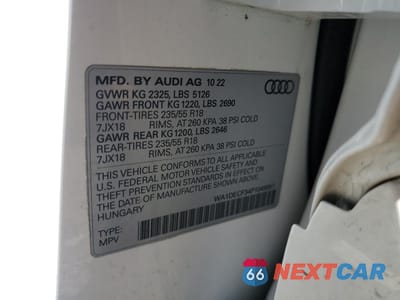 MFD. BY AUDI AG 10 22
GVWR KG 2325, LBS 5126
GAWR FRONT KG1220, LBS 2690
FRONT-TIRES 235/55 R18
7JX18 RIMS, AT 260 KPA 38 PSI COLD
GAWR REAR KG1200, LBS 2646
REAR-TIRES 235/55 R18
7JX18 RIMS, AT 260 KPA 38 PSI COLD
THIS VEHICLE CONFORMS TO ALL APPLICABLE
FEDERAL MOTOR VEHICLE SAFETY AND
THEFT PREVENTION STANDARDS IN EFFECT
ON THE DATE OF MANUFACTURE SHOWN ABOVE
HUNGARY
TYPE:
MPV
66 NEXTCAR